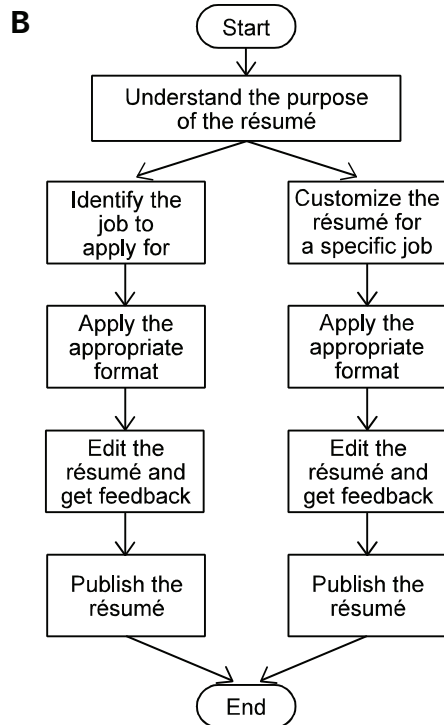 B
Start
Understand the purpose
of the résumé
Identify the
job to
apply for
Apply the
appropriate
format
Edit the
résumé and
get feedback
Publish the
résumé
Customize the
résumé for
a specific job
Apply the
appropriate
format
Edit the
résumé and
get feedback
Publish the
résumé
End